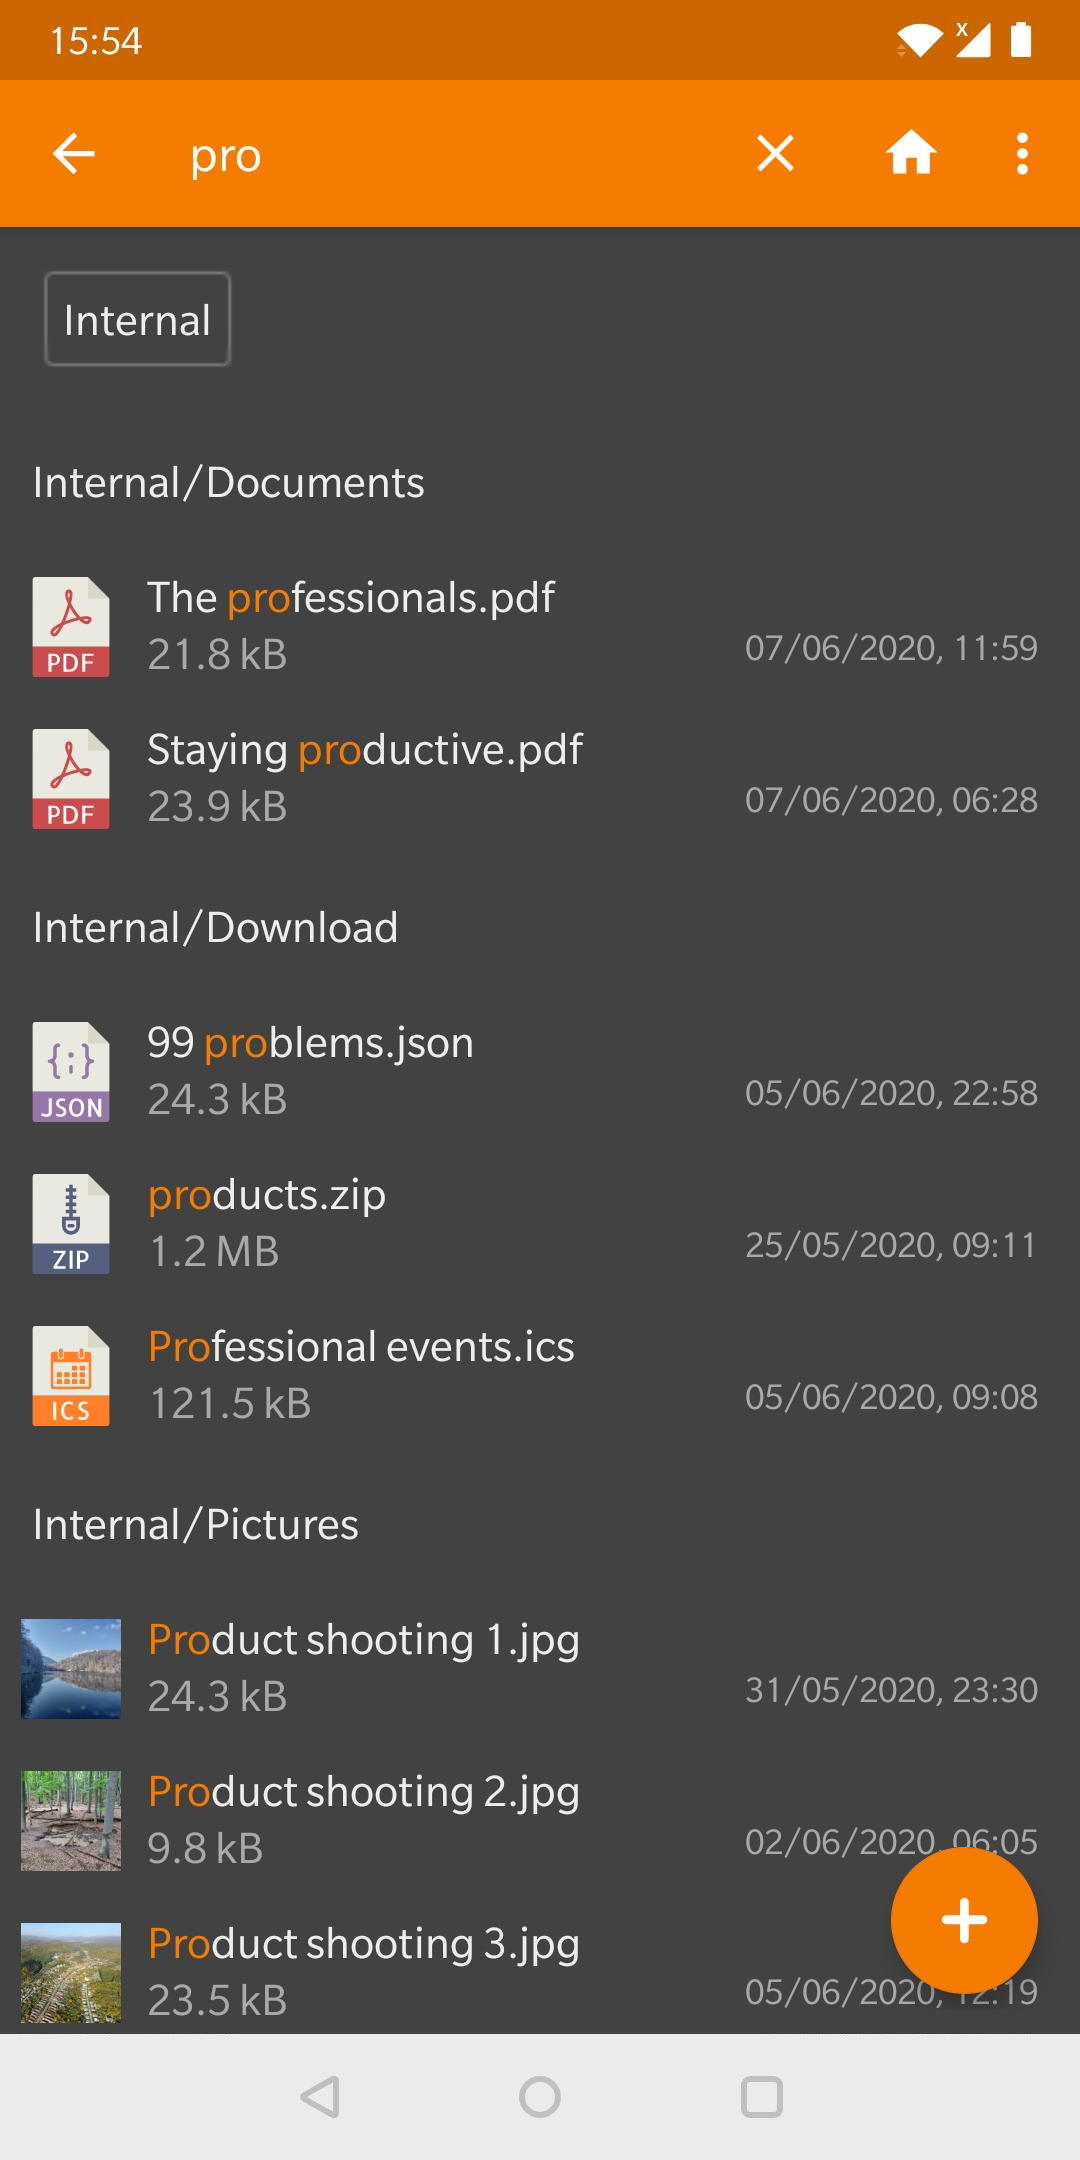 15:54
X
pro
Internal
Internal/Documents
The professionals.pdf
21.8 kB
07/06/2020, 11:59
PDF
Staying productive.pdf
23.9 kB
07/06/2020, 06:28
PDF
Internal/Download
99 problems.json
24.3 kB
05/06/2020, 22:58
{;}
JSON
products.zip
1.2 MB
25/05/2020, 09:11
ZIP
Professional events.ics
121.5 kB
05/06/2020, 09:08
ICS
Internal/Pictures
Product shooting 1.jpg
24.3 kB
31/05/2020, 23:30
Product shooting 2.jpg
9.8 kB
02/06/2020, 06:05
Product shooting 3.jpg
23.5 kB
05/06/2020, 12:19